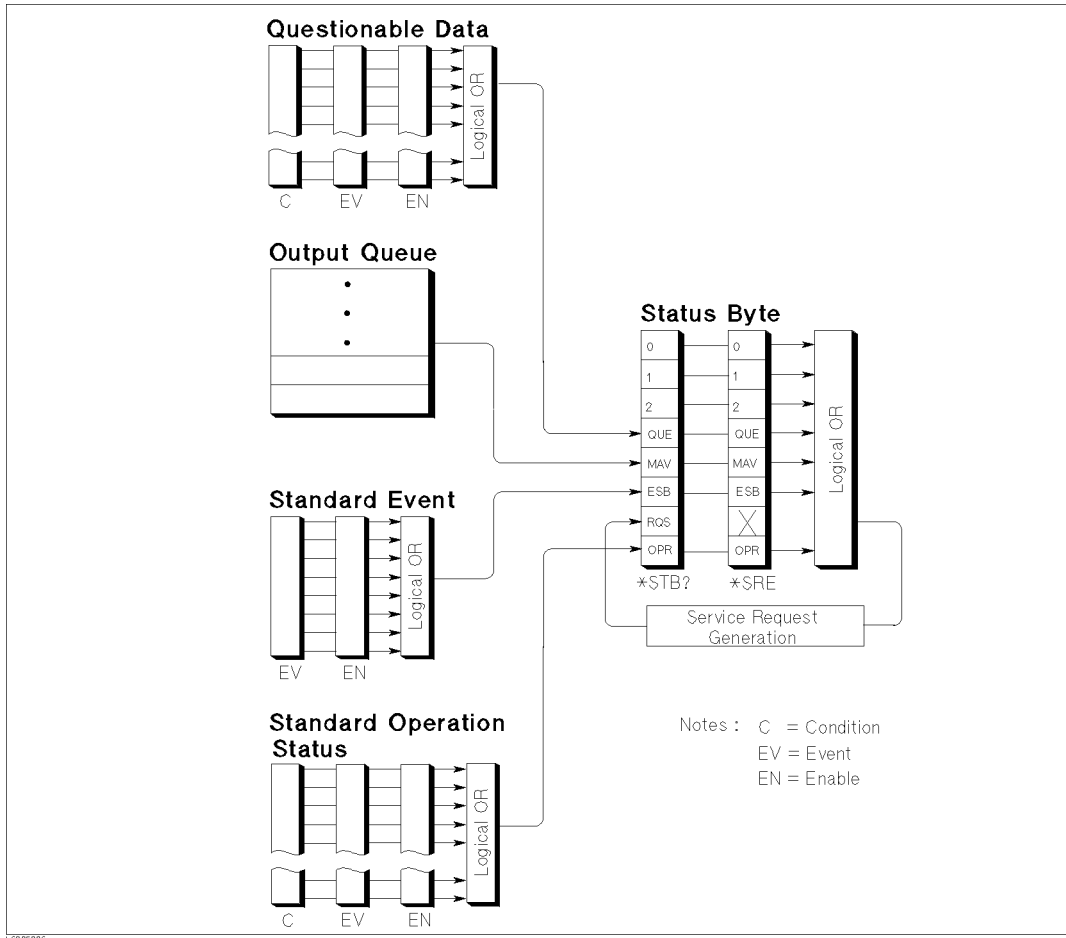 Questionable Data
Logical OR
C EV EN
Output Queue
Status Byte
0 0
1 1
2 2
QUE QUE
MAV MAV
ESB ESB
RQS
OPR OPR
Logical OR
*STB? *SRE
Service Request
Generation
Standard Event
Logical OR
EV EN
Standard Operation
Status
Logical OR
C EV EN
Notes : C = Condition
EV = Event
EN = Enable